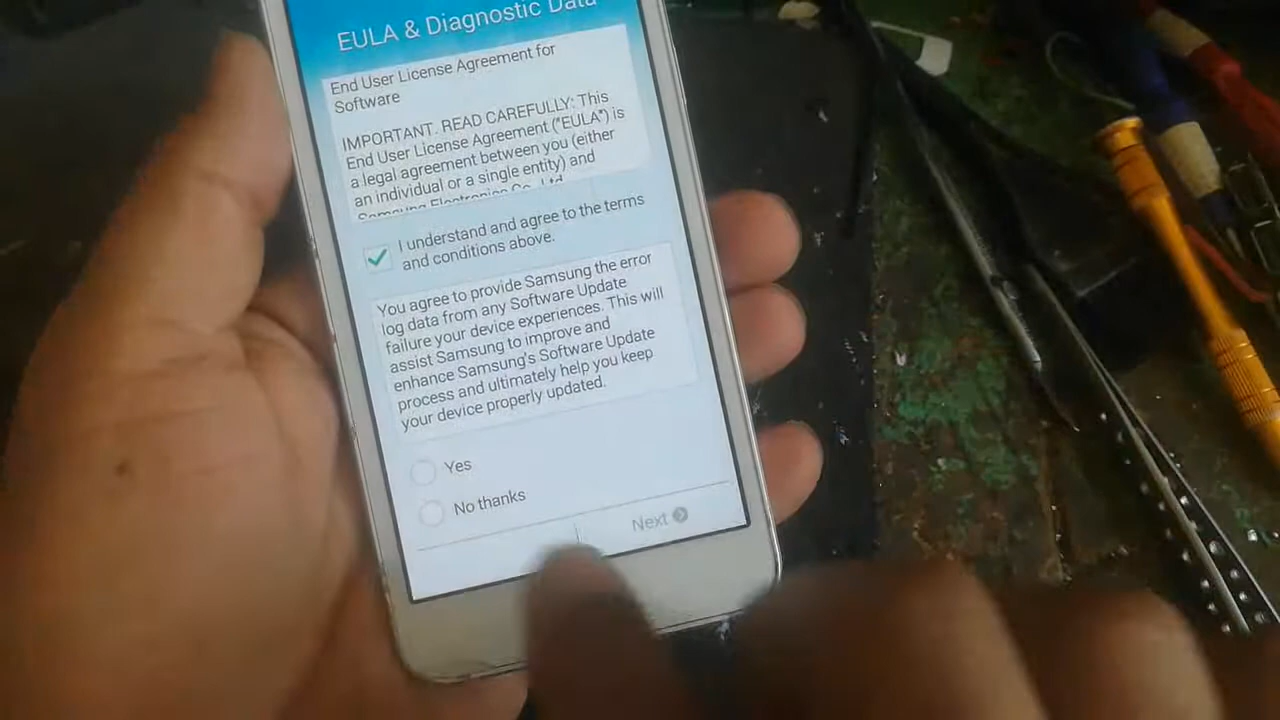 EULA & Diagnostic Data
End User License Agreement for
Software
IMPORTANT. READ CAREFULLY: This
End User License Agreement ("EULA") is
a legal agreement between you (either
an individual or a single entity) and
Samsung Electronics Co., Ltd.
I understand and agree to the terms
and conditions above.
You agree to provide Samsung the error
log data from any Software Update
failure your device experiences. This will
assist Samsung to improve and
enhance Samsung's Software Update
process and ultimately help you keep
your device properly updated.
Yes
No thanks
Next